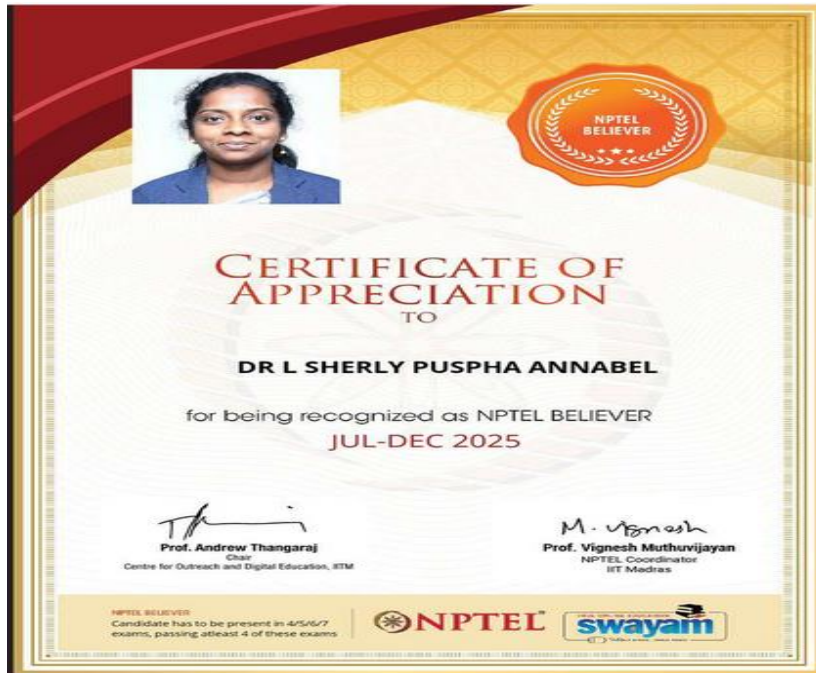 NPTEL
BELIEVER
CERTIFICATE OF
APPRECIATION
TO
DR L SHERLY PUSPHA ANNABEL
for being recognized as NPTEL BELIEVER
JUL-DEC 2025
M. Vignesh
Prof. Andrew Thangaraj
Chair
Centre for Outreach and Digital Education, IITM
Prof. Vignesh Muthuvijayan
NPTEL Coordinator
IIT Madras
NPTEL BELIEVER
Candidate has to be present in 4/5/6/7
exams, passing atleast 4 of these exams
NPTEL
swayam